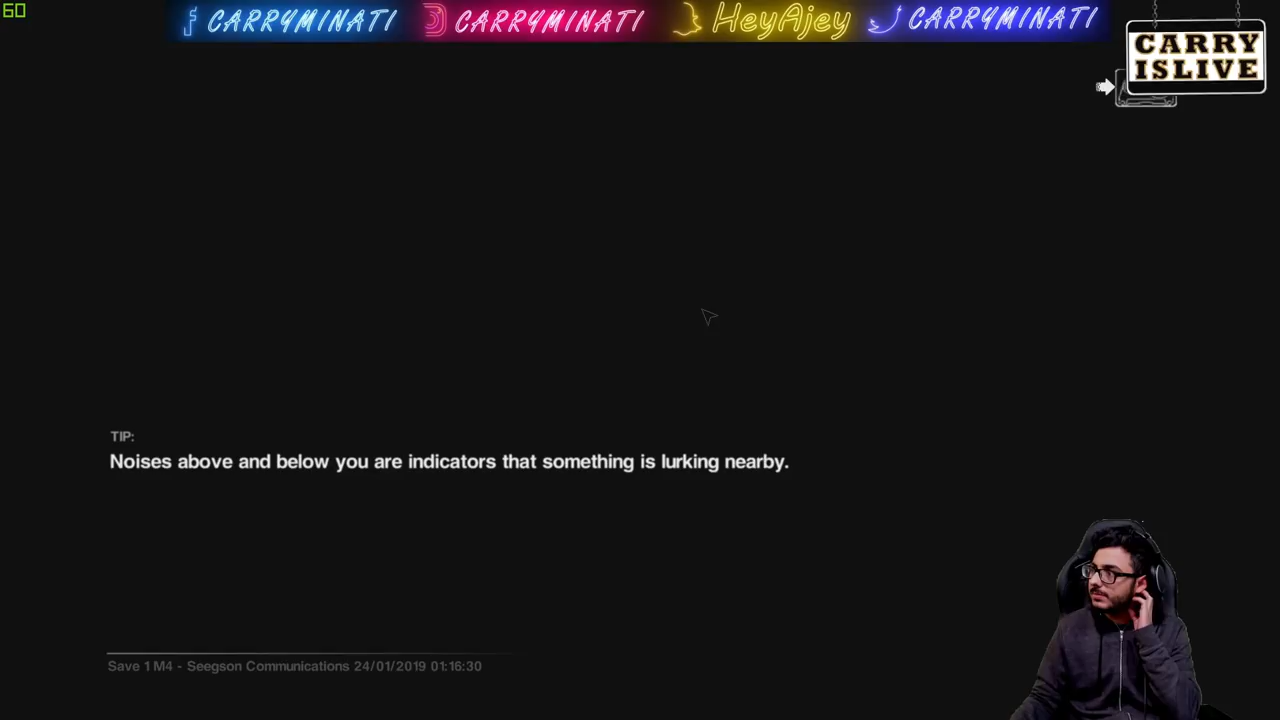 60
CARRYMINATI
CARRYMINATI
HeyAjey
CARRYMINATI
CARRY
ISLIVE
TIP:
Noises above and below you are indicators that something is lurking nearby.
Save 1 M4 - Seegson Communications 24/01/2019 01:16:30